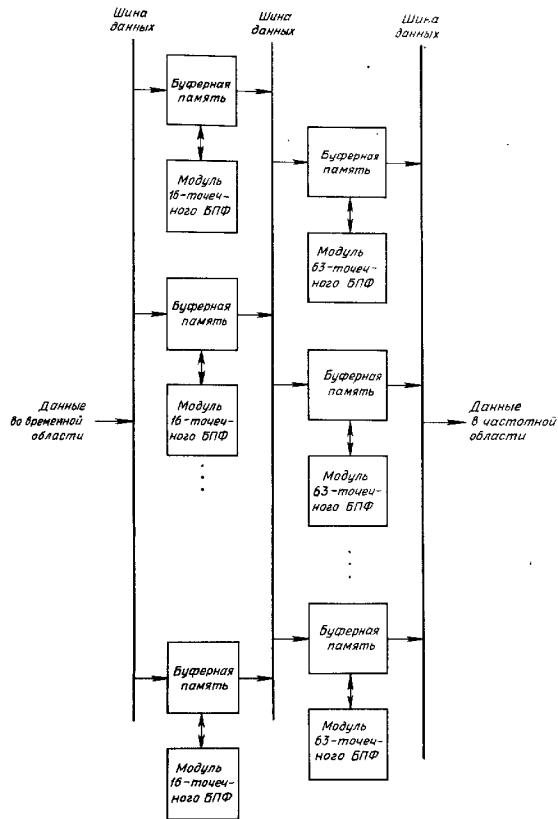 Шина
данных
Шина
данных
Шина
данных
Буферная
память
Модуль
16-точеч-
ного БПФ
Буферная
память
Модуль
63-точеч-
ного БПФ
Буферная
память
Модуль
16-точеч-
ного БПФ
Буферная
память
Модуль
63-точеч-
ного БПФ
Данные
во временной
области
Данные
в частотной
области
Буферная
память
Модуль
63-точеч-
ного БПФ
Буферная
память
Модуль
16-точеч-
ного БПФ